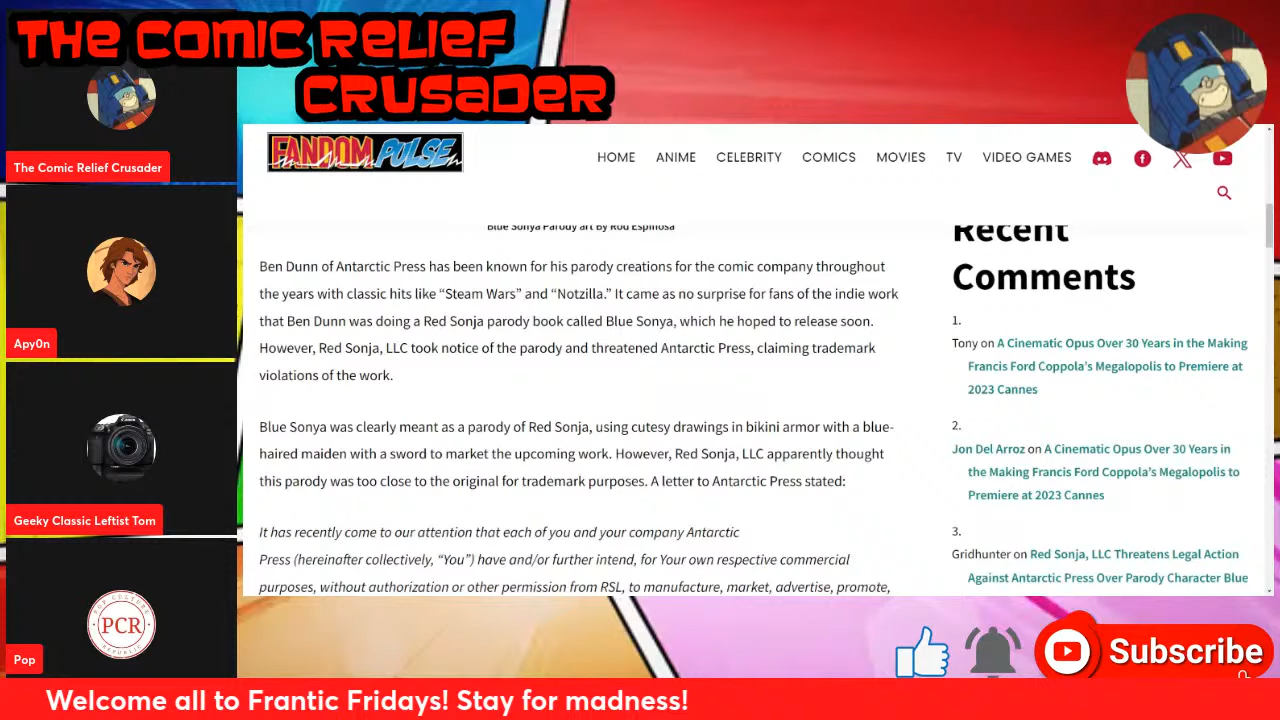 THE COMIC RELIEF
CRUSADER
The Comic Relief Crusader
Apy0n
Geeky Classic Leftist Tom
POP CULTURE
PCR
REPUBLIC
Pop
FANDOM PULSE
HOME ANIME CELEBRITY COMICS MOVIES TV VIDEO GAMES
Blue Sonya Parody art By Rod Espinosa
Ben Dunn of Antarctic Press has been known for his parody creations for the comic company throughout
the years with classic hits like “Steam Wars” and “Notzilla.” It came as no surprise for fans of the indie work
that Ben Dunn was doing a Red Sonja parody book called Blue Sonya, which he hoped to release soon.
However, Red Sonja, LLC took notice of the parody and threatened Antarctic Press, claiming trademark
violations of the work.
Blue Sonya was clearly meant as a parody of Red Sonja, using cutesy drawings in bikini armor with a blue-
haired maiden with a sword to market the upcoming work. However, Red Sonja, LLC apparently thought
this parody was too close to the original for trademark purposes. A letter to Antarctic Press stated:
It has recently come to our attention that each of you and your company Antarctic
Press (hereinafter collectively, “You”) have and/or further intend, for Your own respective commercial
purposes, without authorization or other permission from RSL, to manufacture, market, advertise, promote,
Recent
Comments
1.
Tony on A Cinematic Opus Over 30 Years in the Making
Francis Ford Coppola’s Megalopolis to Premiere at
2023 Cannes
2.
Jon Del Arroz on A Cinematic Opus Over 30 Years in
the Making Francis Ford Coppola’s Megalopolis to
Premiere at 2023 Cannes
3.
Gridhunter on Red Sonja, LLC Threatens Legal Action
Against Antarctic Press Over Parody Character Blue
Subscribe
Welcome all to Frantic Fridays! Stay for madness!